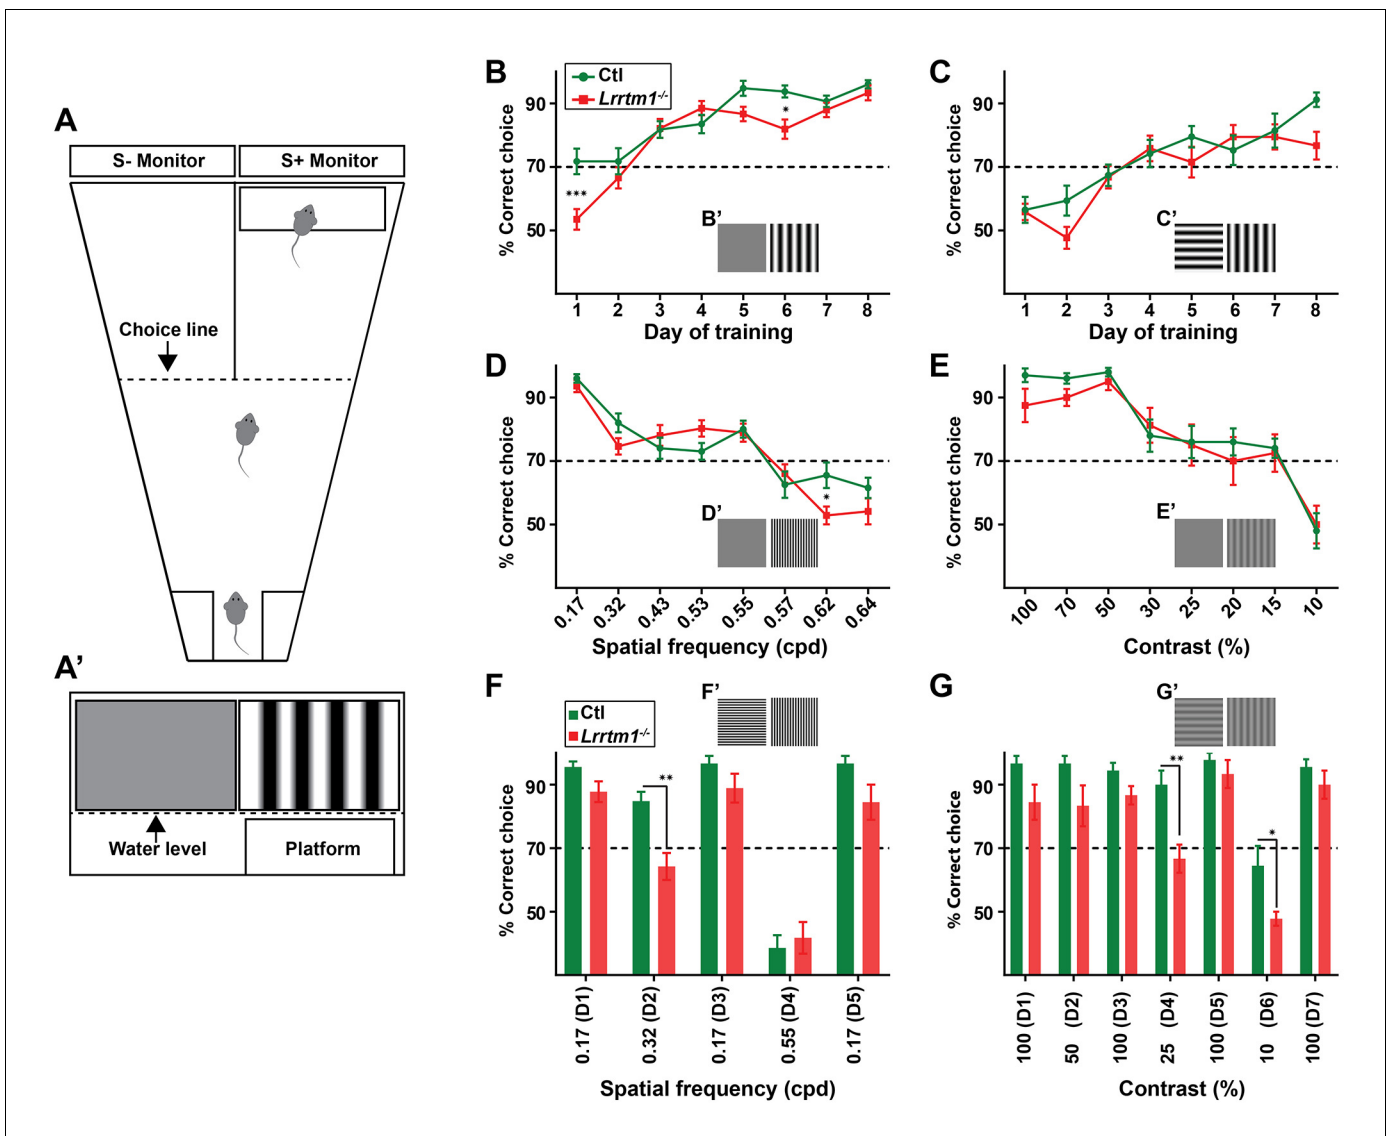 A
S- Monitor
S+ Monitor
Choice line
A’
Water level
Platform
B
Ctl
Lrrtm1-/-
% Correct choice
90
70
50
***
*
B’
1 2 3 4 5 6 7 8
Day of training
C
% Correct choice
90
70
50
C’
1 2 3 4 5 6 7 8
Day of training
D
% Correct choice
90
70
50
*
D’
0.17 0.32 0.43 0.53 0.55 0.57 0.62 0.64
Spatial frequency (cpd)
E
% Correct choice
90
70
50
E’
100 70 50 30 25 20 15 10
Contrast (%)
F
F’
Ctl
Lrrtm1-/-
% Correct choice
90
70
50
**
0.17 (D1)
0.32 (D2)
0.17 (D3)
0.55 (D4)
0.17 (D5)
Spatial frequency (cpd)
G
G’
% Correct choice
90
70
50
**
*
100 (D1)
50 (D2)
100 (D3)
25 (D4)
100 (D5)
10 (D6)
100 (D7)
Contrast (%)